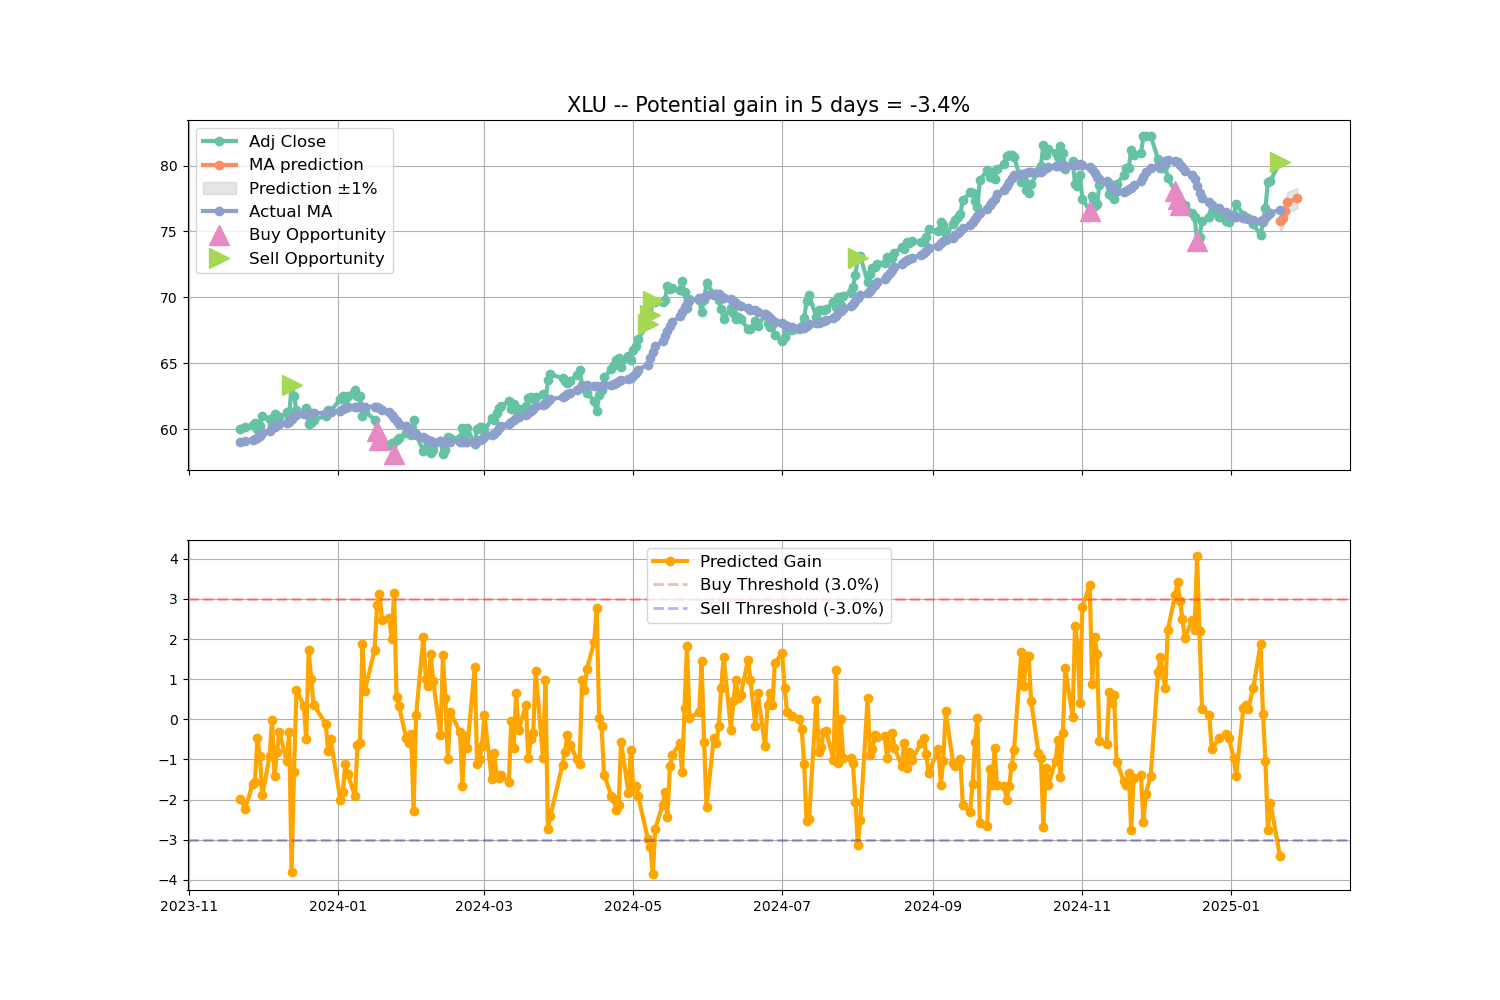 XLU -- Potential gain in 5 days = -3.4%
Adj Close
MA prediction
Prediction ±1%
Actual MA
Buy Opportunity
Sell Opportunity
80
75
70
65
60
Predicted Gain
Buy Threshold (3.0%)
Sell Threshold (-3.0%)
4
3
2
1
0
−1
−2
−3
−4
2023-11 2024-01 2024-03 2024-05 2024-07 2024-09 2024-11 2025-01